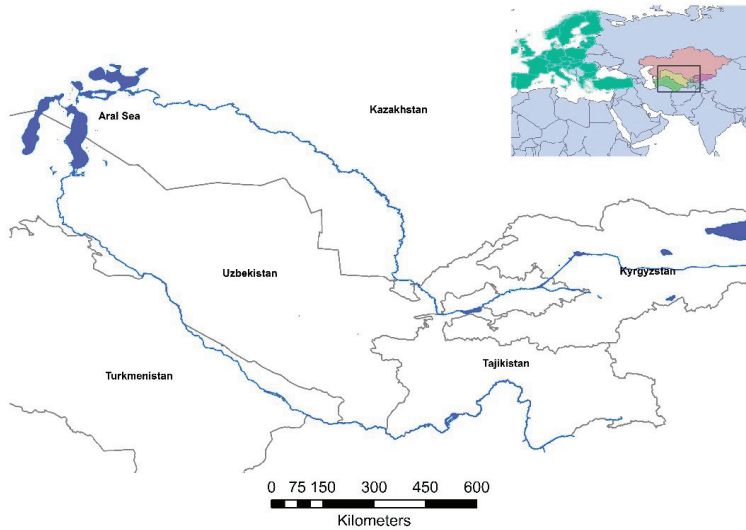 Kazakhstan
Aral Sea
Uzbekistan
Kyrgyzstan
Tajikistan
Turkmenistan
0 75 150 300 450 600
Kilometers